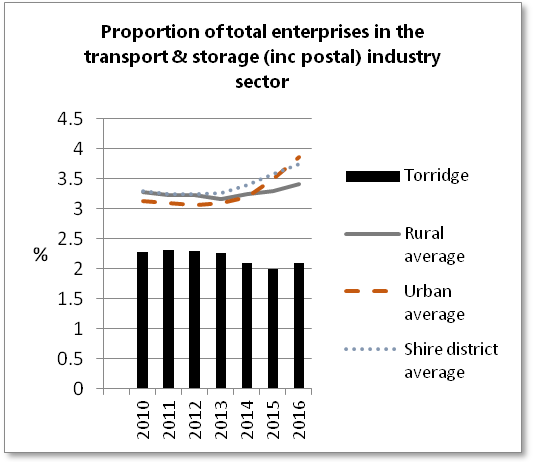 Proportion of total enterprises in the
transport & storage (inc postal) industry
sector
4.5
4
3.5
3
2.5
2
1.5
1
0.5
0
%
2010
2011
2012
2013
2014
2015
2016
Torridge
Rural
average
Urban
average
Shire district
average